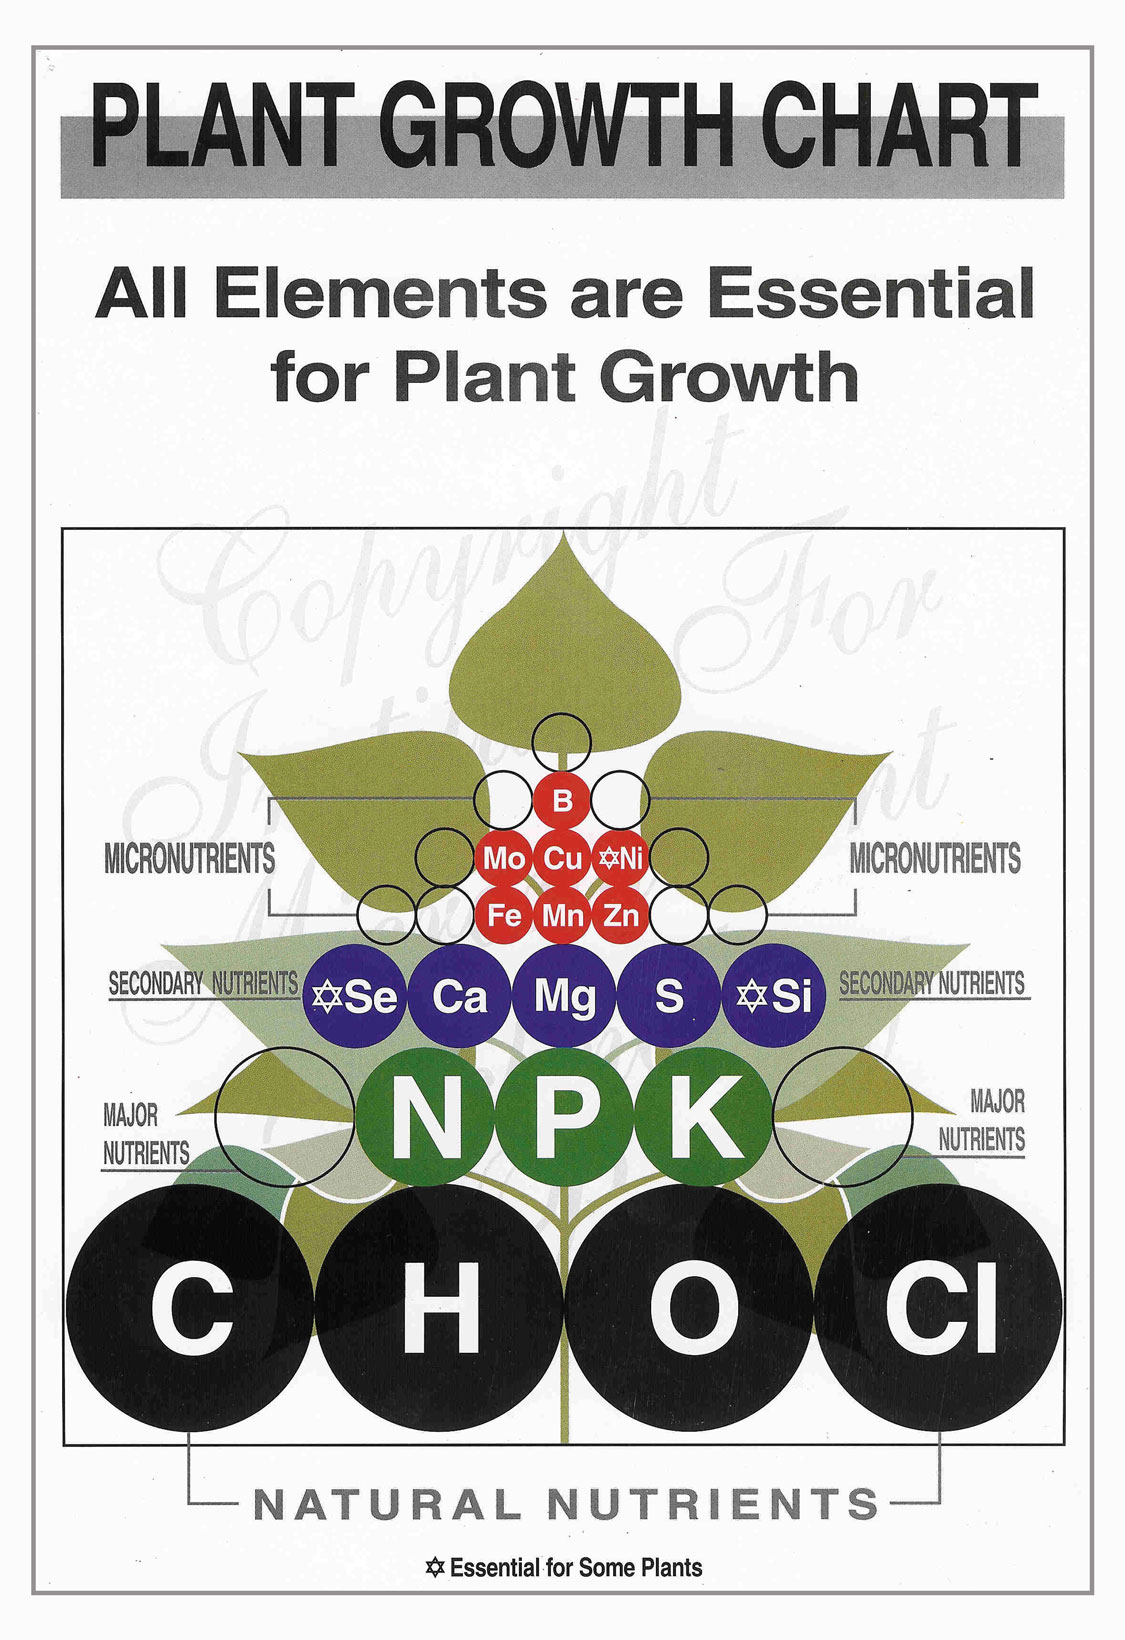 PLANT GROWTH CHART
All Elements are Essential
for Plant Growth
Copyright
For
B
MICRONUTRIENTS
Mo Cu ✡Ni
MICRONUTRIENTS
Fe Mn Zn
SECONDARY NUTRIENTS
✡Se Ca Mg S ✡Si
SECONDARY NUTRIENTS
MAJOR
NUTRIENTS
N P K
MAJOR
NUTRIENTS
C H O Cl
NATURAL NUTRIENTS
✡ Essential for Some Plants